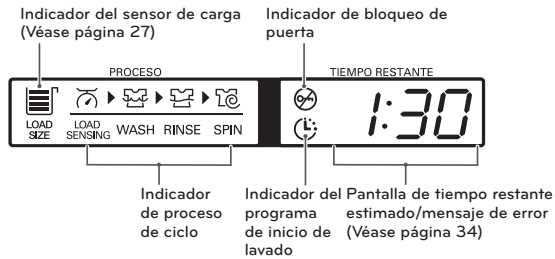 Indicador del sensor de carga
(Véase página 27)
Indicador de bloqueo de
puerta
PROCESO
TIEMPO RESTANTE
LOAD
SIZE
LOAD
SENSING
WASH
RINSE
SPIN
1:30
Indicador
de proceso
de ciclo
Indicador del
programa
de inicio de
lavado
Pantalla de tiempo restante
estimado/mensaje de error
(Véase página 34)